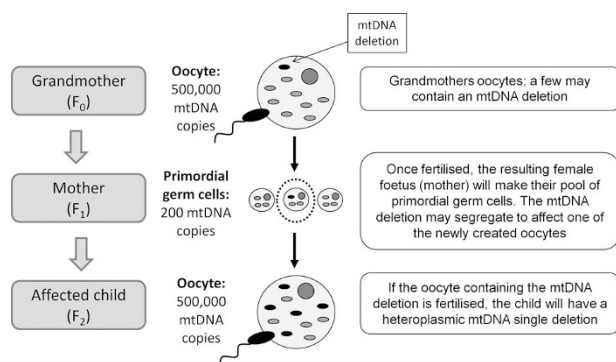 mtDNA
deletion
Grandmother
(F₀)
Oocyte:
500,000
mtDNA
copies
Grandmothers oocytes; a few may
contain an mtDNA deletion
Mother
(F₁)
Primordial
germ cells:
200 mtDNA
copies
Once fertilised, the resulting female
foetus (mother) will make their pool of
primordial germ cells. The mtDNA
deletion may segregate to affect one of
the newly created oocytes
Affected child
(F₂)
Oocyte:
500,000
mtDNA
copies
If the oocyte containing the mtDNA
deletion is fertilised, the child will have a
heteroplasmic mtDNA single deletion